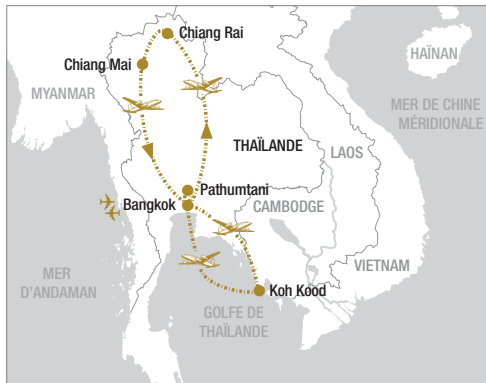 Chiang Rai
HAÏNAN
Chiang Mai
MYANMAR
MER DE CHINE
MÉRIDIONALE
THAÏLANDE
LAOS
Pathumtani
Bangkok
CAMBODGE
MER
D'ANDAMAN
VIETNAM
Koh Kood
GOLFE DE
THAÏLANDE